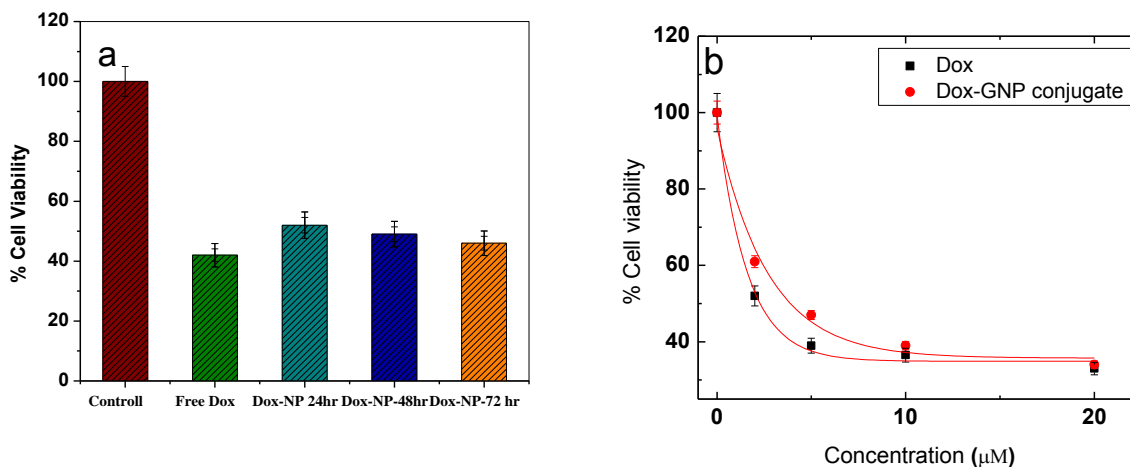 a
% Cell Viability
120
100
80
60
40
20
0
Controll Free Dox Dox-NP 24hr Dox-NP-48hr Dox-NP-72 hr
b
Dox
Dox-GNP conjugate
% Cell viability
120
100
80
60
40
0 10 20
Concentration (μM)